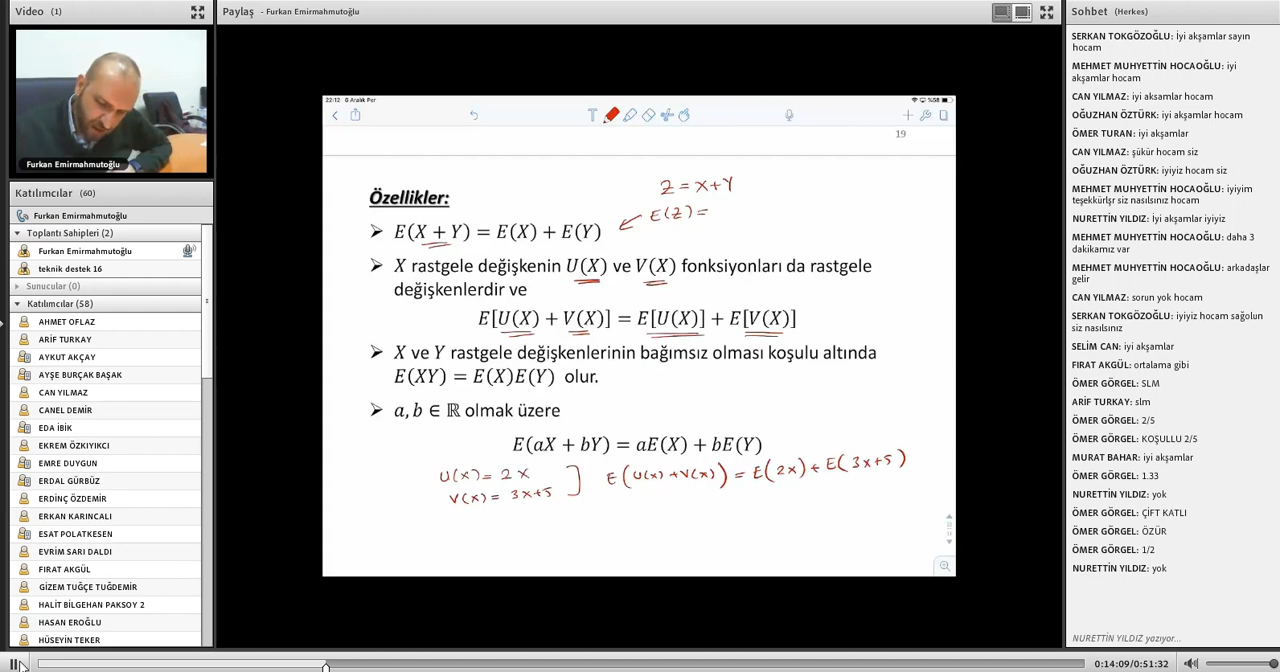 Video (1)
Furkan Emirmahmutoğlu
Katılımcılar (60)
Furkan Emirmahmutoğlu
Toplantı Sahipleri (2)
Furkan Emirmahmutoğlu
teknik destek 16
Sunucular (0)
Katılımcılar (58)
AHMET OFLAZ
ARİF TURKAY
AYKUT AKÇAY
AYŞE BURÇAK BAŞAK
CAN YILMAZ
CANEL DEMİR
EDA İBİK
EKREM ÖZKIYIKCI
EMRE DUYGUN
ERDAL GÜRBÜZ
ERDİNÇ ÖZDEMİR
ERKAN KARINCALI
ESAT POLATKESEN
EVRİM SARI DALDI
FIRAT AKGÜL
GİZEM TUĞÇE TUĞDEMİR
HALİT BİLGEHAN PAKSOY 2
HASAN EROĞLU
HÜSEYİN TEKER
Paylaş - Furkan Emirmahmutoğlu
22:12 6 Aralık Per
%58
19
Z = X+Y
Özellikler:
E(Z) =
➤ E(X + Y) = E(X) + E(Y)
➤ X rastgele değişkenin U(X) ve V(X) fonksiyonları da rastgele
değişkenlerdir ve
E[U(X) + V(X)] = E[U(X)] + E[V(X)]
➤ X ve Y rastgele değişkenlerinin bağımsız olması koşulu altında
E(XY) = E(X)E(Y) olur.
➤ a, b ∈ ℝ olmak üzere
E(aX + bY) = aE(X) + bE(Y)
U(x) = 2x
V(x) = 3x+5
E(U(x) + V(x)) = E(2x) + E(3x+5)
Sohbet (Herkes)
SERKAN TOKGÖZOĞLU: İyi akşamlar sayın
hocam
MEHMET MUHYETTİN HOCAOĞLU: iyi
akşamlar hocam
CAN YILMAZ: iyi aksamlar hocam
OĞUZHAN ÖZTÜRK: iyi akşamlar hocam
ÖMER TURAN: iyi akşamlar
CAN YILMAZ: şükür hocam siz
OĞUZHAN ÖZTÜRK: iyiyiz hocam siz
MEHMET MUHYETTİN HOCAOĞLU: iyiyim
teşekkülrşr siz nasılsınız hocam
NURETTİN YILDIZ: iyi akşamlar iyiyiz
MEHMET MUHYETTİN HOCAOĞLU: daha 3
dakikamız var
MEHMET MUHYETTİN HOCAOĞLU: arkadaşlar
gelir
CAN YILMAZ: sorun yok hocam
SERKAN TOKGÖZOĞLU: iyiyiz hocam sağolun
siz nasılsınız
SELİM CAN: iyi akşamlar
FIRAT AKGÜL: ortalama gibi
ÖMER GÖRGEL: SLM
ARİF TURKAY: slm
ÖMER GÖRGEL: 2/5
ÖMER GÖRGEL: KOŞULLU 2/5
MURAT BAHAR: iyi akşamlar
ÖMER GÖRGEL: 1.33
NURETTİN YILDIZ: yok
ÖMER GÖRGEL: ÇİFT KATLI
ÖMER GÖRGEL: ÖZÜR
ÖMER GÖRGEL: 1/2
NURETTİN YILDIZ: yok
NURETTİN YILDIZ yazıyor...
0:14:09/0:51:32